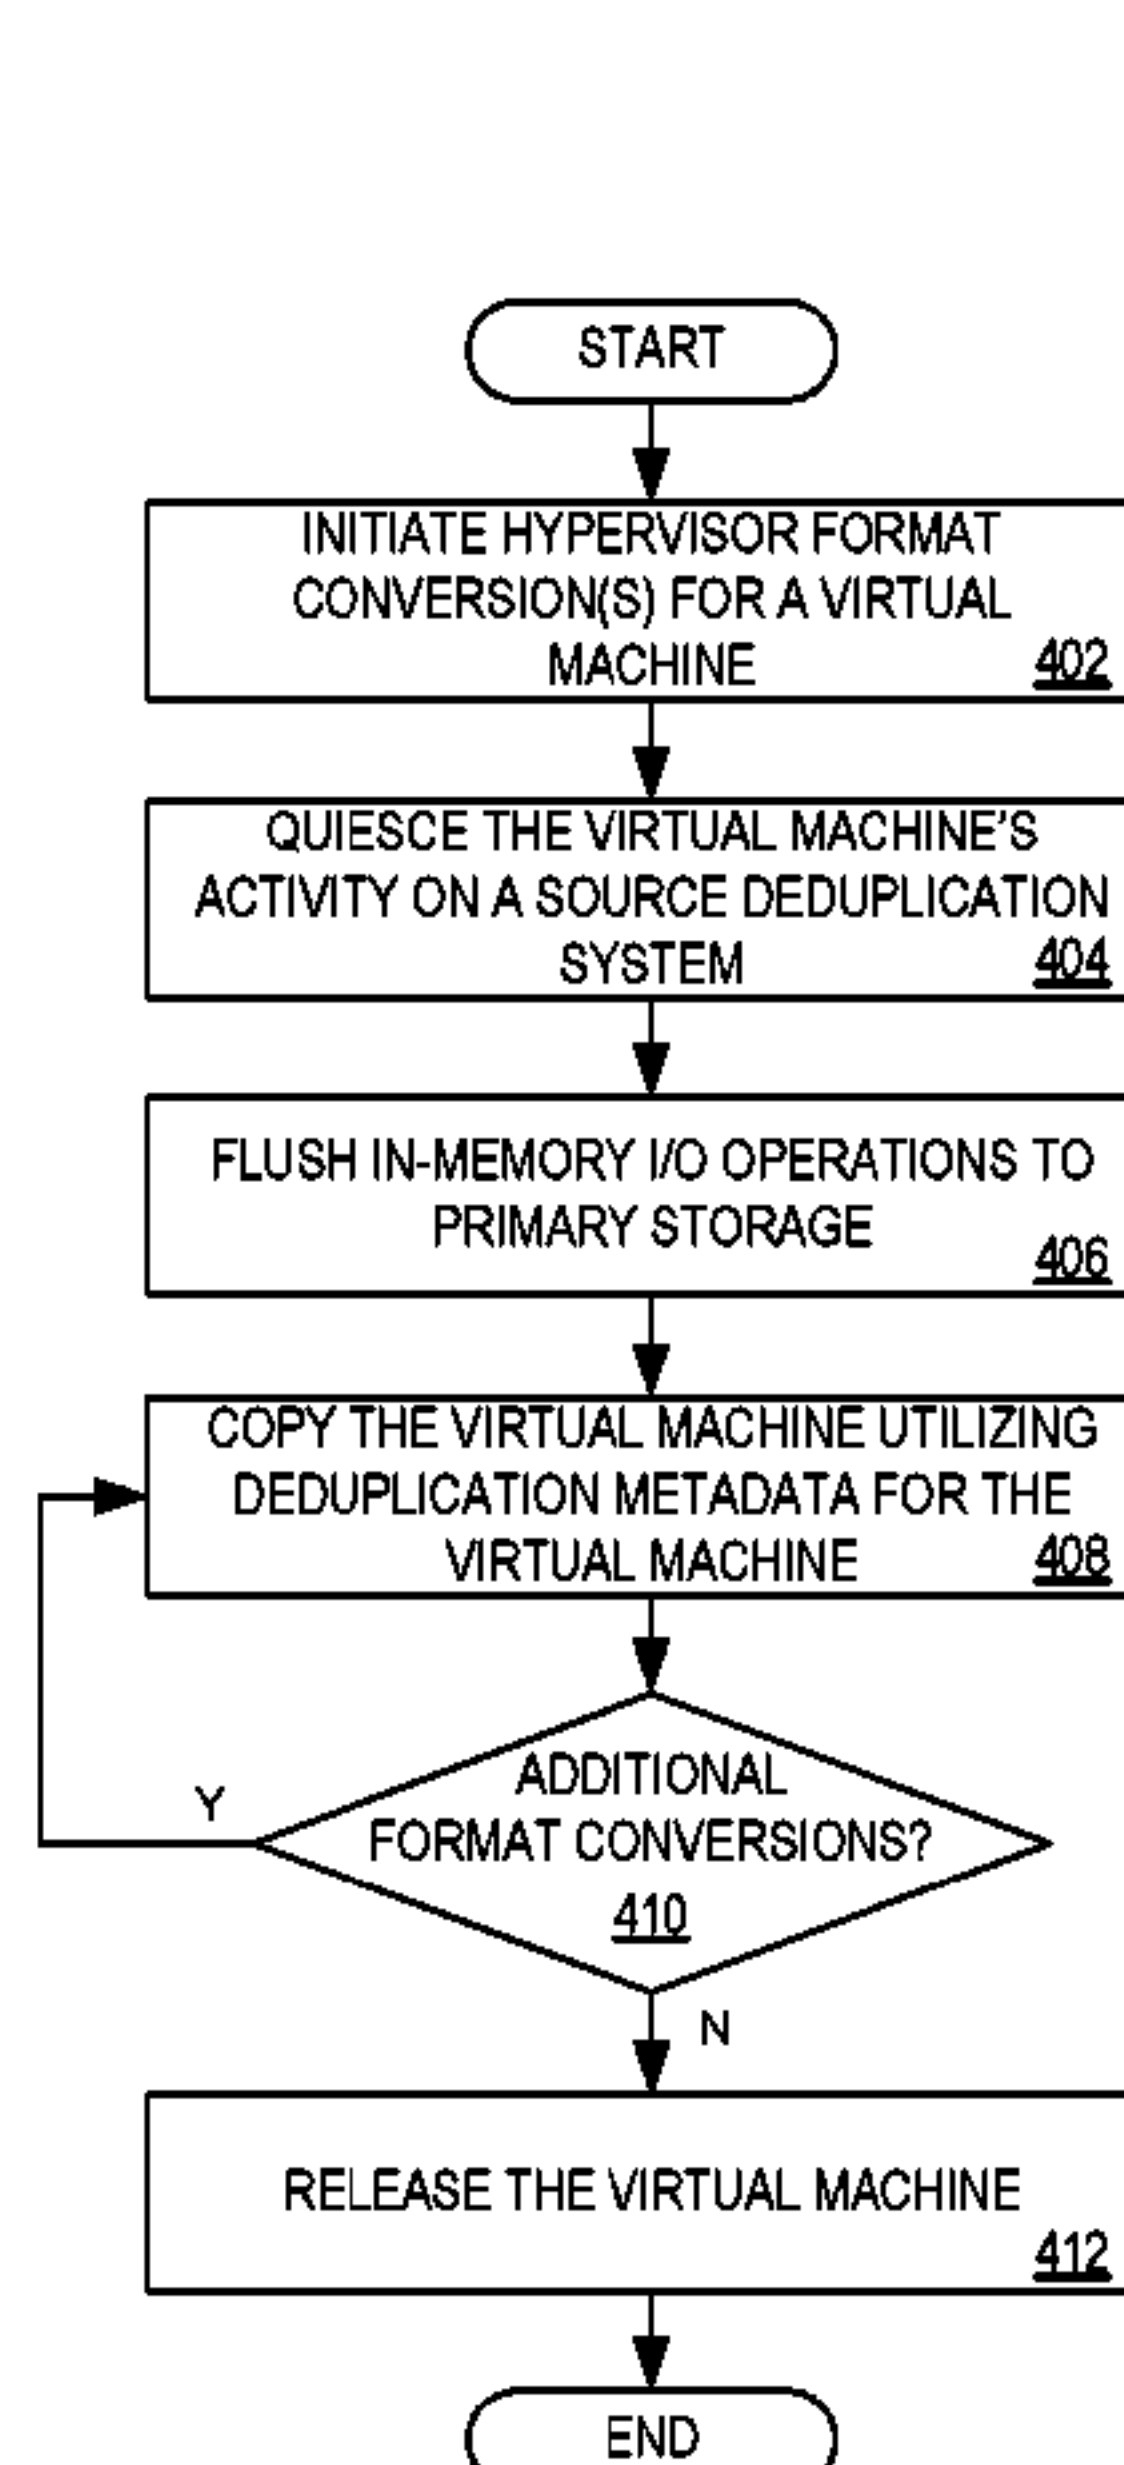 START
INITIATE HYPERVISOR FORMAT
CONVERSION(S) FOR A VIRTUAL
MACHINE
402
QUIESCE THE VIRTUAL MACHINE'S
ACTIVITY ON A SOURCE DEDUPLICATION
SYSTEM
404
FLUSH IN-MEMORY I/O OPERATIONS TO
PRIMARY STORAGE
406
COPY THE VIRTUAL MACHINE UTILIZING
DEDUPLICATION METADATA FOR THE
VIRTUAL MACHINE
408
ADDITIONAL
FORMAT CONVERSIONS?
410
Y
N
RELEASE THE VIRTUAL MACHINE
412
END